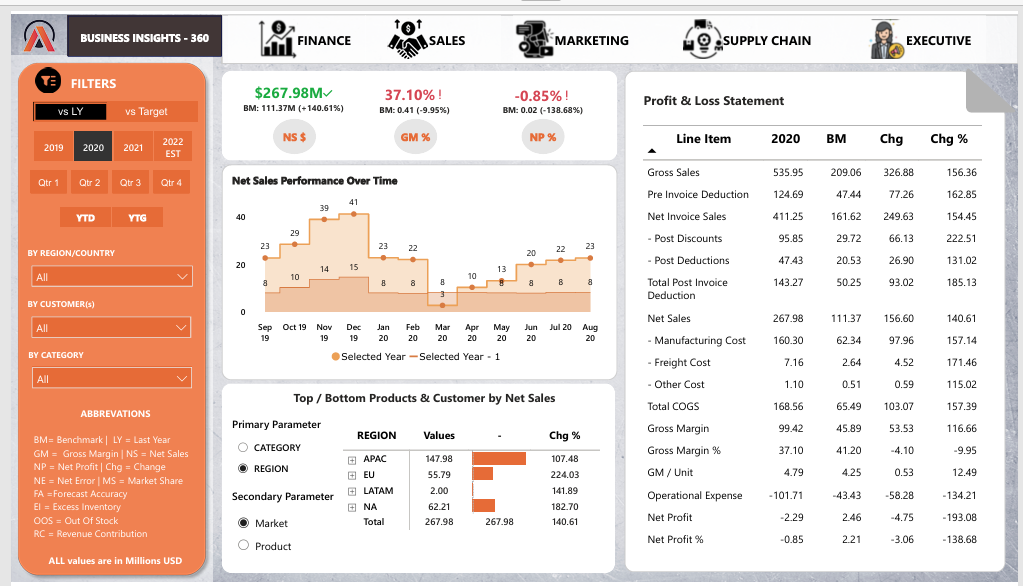 BUSINESS INSIGHTS - 360
FINANCE
SALES
MARKETING
SUPPLY CHAIN
EXECUTIVE
FILTERS
vs LY vs Target
2019 2020 2021 2022 EST
Qtr 1 Qtr 2 Qtr 3 Qtr 4
YTD YTG
BY REGION/COUNTRY
All
BY CUSTOMER(s)
All
BY CATEGORY
All
ABBREVATIONS
BM= Benchmark | LY = Last Year
GM = Gross Margin | NS = Net Sales
NP = Net Profit | Chg = Change
NE = Net Error | MS = Market Share
FA =Forecast Accuracy
EI = Excess Inventory
OOS = Out Of Stock
RC = Revenue Contribution
ALL values are in Millions USD
$267.98M
BM: 111.37M (+140.61%)
NS $
37.10% !
BM: 0.41 (-9.95%)
GM %
-0.85% !
BM: 0.02 (-138.68%)
NP %
Net Sales Performance Over Time
40
20
0
23 29 39 41 23 22 3 10 13 20 22 23
8 10 14 15 8 8 8 8 8 8 8
Sep 19 Oct 19 Nov 19 Dec 19 Jan 20 Feb 20 Mar 20 Apr 20 May 20 Jun 20 Jul 20 Aug 20
Selected Year Selected Year - 1
Top / Bottom Products & Customer by Net Sales
Primary Parameter
CATEGORY
REGION
Secondary Parameter
Market
Product
REGION Values - Chg %
APAC 147.98 107.48
EU 55.79 224.03
LATAM 2.00 141.89
NA 62.21 182.70
Total 267.98 267.98 140.61
Profit & Loss Statement
Line Item 2020 BM Chg Chg %
Gross Sales 535.95 209.06 326.88 156.36
Pre Invoice Deduction 124.69 47.44 77.26 162.85
Net Invoice Sales 411.25 161.62 249.63 154.45
- Post Discounts 95.85 29.72 66.13 222.51
- Post Deductions 47.43 20.53 26.90 131.02
Total Post Invoice Deduction 143.27 50.25 93.02 185.13
Net Sales 267.98 111.37 156.60 140.61
- Manufacturing Cost 160.30 62.34 97.96 157.14
- Freight Cost 7.16 2.64 4.52 171.46
- Other Cost 1.10 0.51 0.59 115.02
Total COGS 168.56 65.49 103.07 157.39
Gross Margin 99.42 45.89 53.53 116.66
Gross Margin % 37.10 41.20 -4.10 -9.95
GM / Unit 4.79 4.25 0.53 12.49
Operational Expense -101.71 -43.43 -58.28 -134.21
Net Profit -2.29 2.46 -4.75 -193.08
Net Profit % -0.85 2.21 -3.06 -138.68